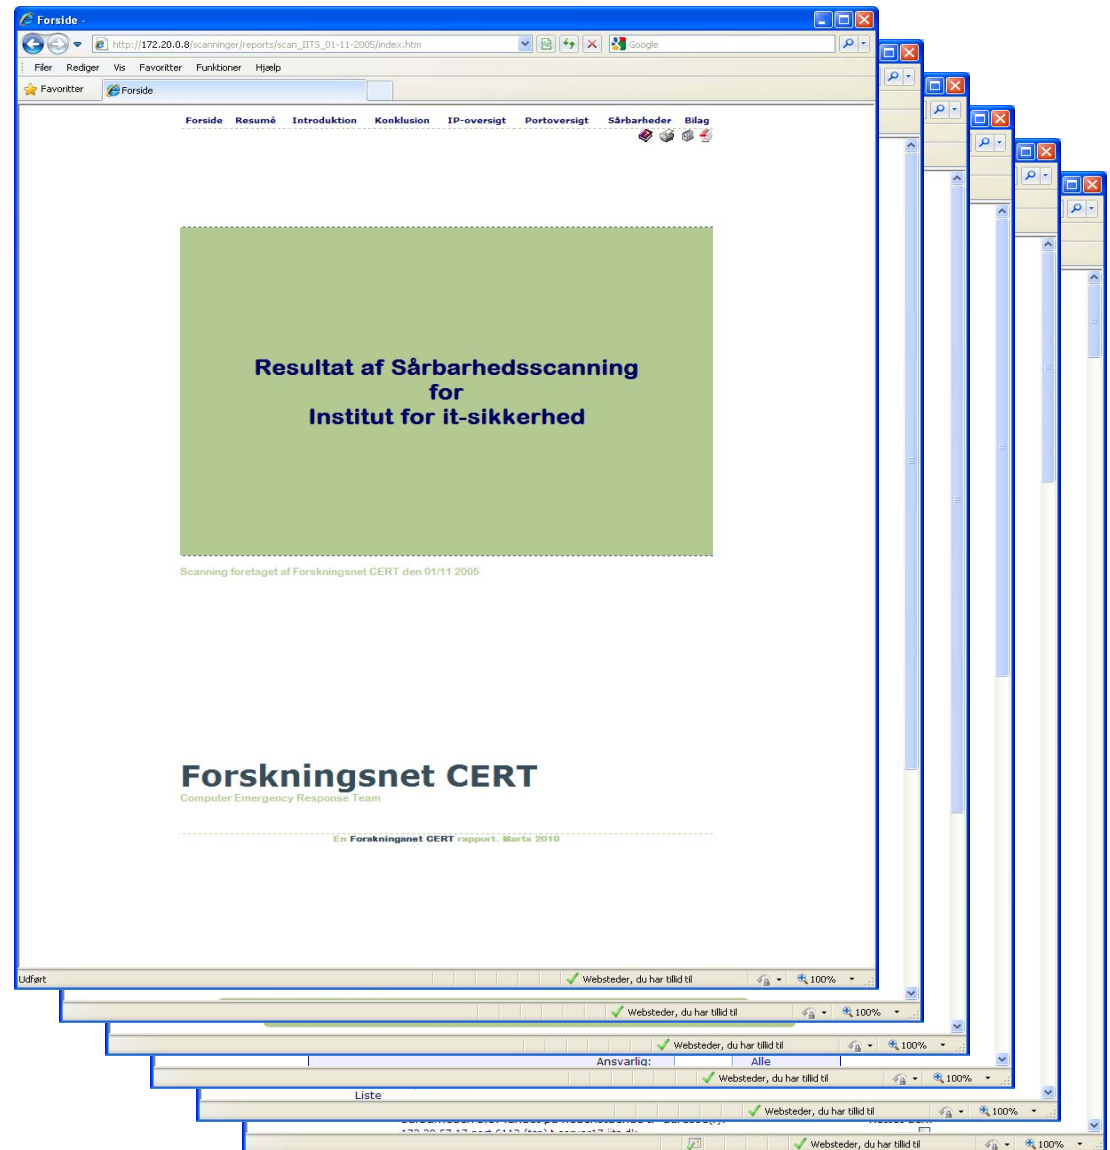 Forside -
http://172.20.0.8/scanninger/reports/scan_IITS_01-11-2005/index.htm
Google
Filer Rediger Vis Favoritter Funktioner Hjælp
Favoritter Forside
Forside Resumé Introduktion Konklusion IP-oversigt Portoversigt Sårbarheder Bilag
Resultat af Sårbarhedsscanning
for
Institut for it-sikkerhed
Scanning foretaget af Forskningsnet CERT den 01/11 2005
Forskningsnet CERT
Computer Emergency Response Team
En Forskningsnet CERT rapport. Marts 2010
Udført Websteder, du har tillid til 100%
Websteder, du har tillid til 100%
Websteder, du har tillid til 100%
Ansvarlig: Alle
Websteder, du har tillid til 100%
Liste
Websteder, du har tillid til 100%
Websteder, du har tillid til 100%